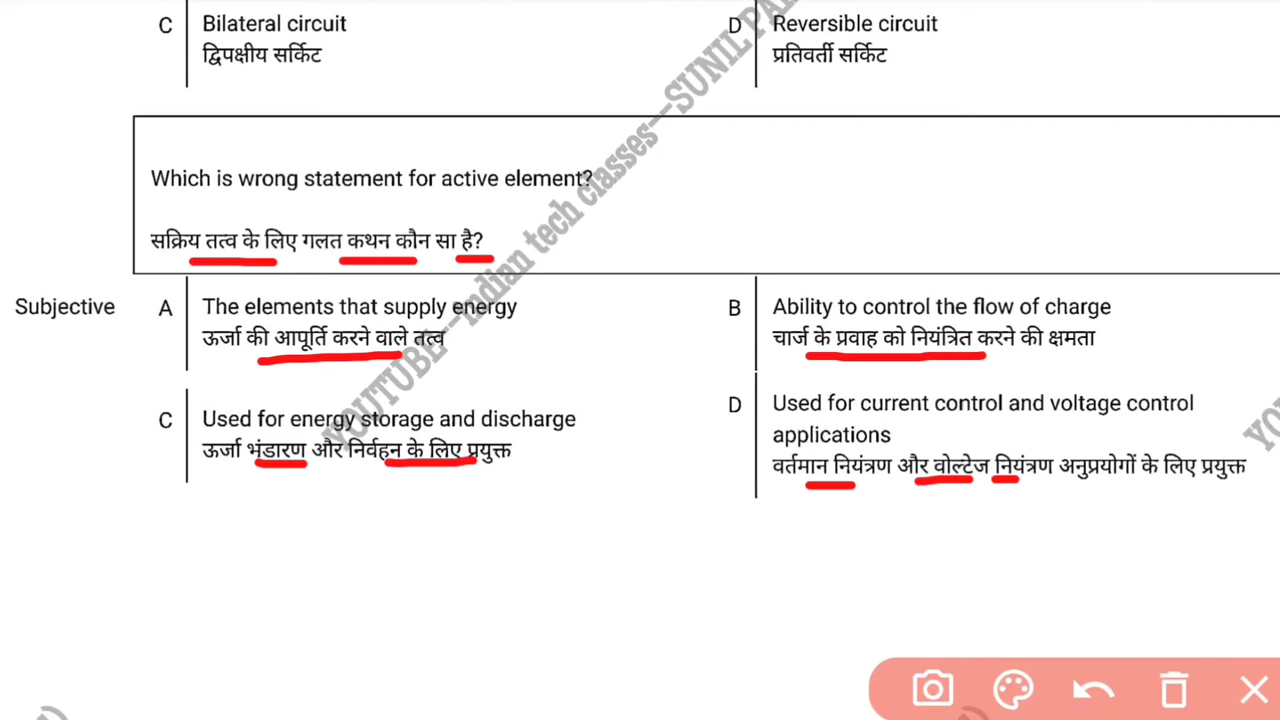 C Bilateral circuit
द्विपक्षीय सर्किट
D Reversible circuit
प्रतिवर्ती सर्किट
Which is wrong statement for active element?
सक्रिय तत्व के लिए गलत कथन कौन सा है?
Subjective
A The elements that supply energy
ऊर्जा की आपूर्ति करने वाले तत्व
B Ability to control the flow of charge
चार्ज के प्रवाह को नियंत्रित करने की क्षमता
C Used for energy storage and discharge
ऊर्जा भंडारण और निर्वहन के लिए प्रयुक्त
D Used for current control and voltage control
applications
वर्तमान नियंत्रण और वोल्टेज नियंत्रण अनुप्रयोगों के लिए प्रयुक्त
YOUTUBE--indian tech classes--SUNIL